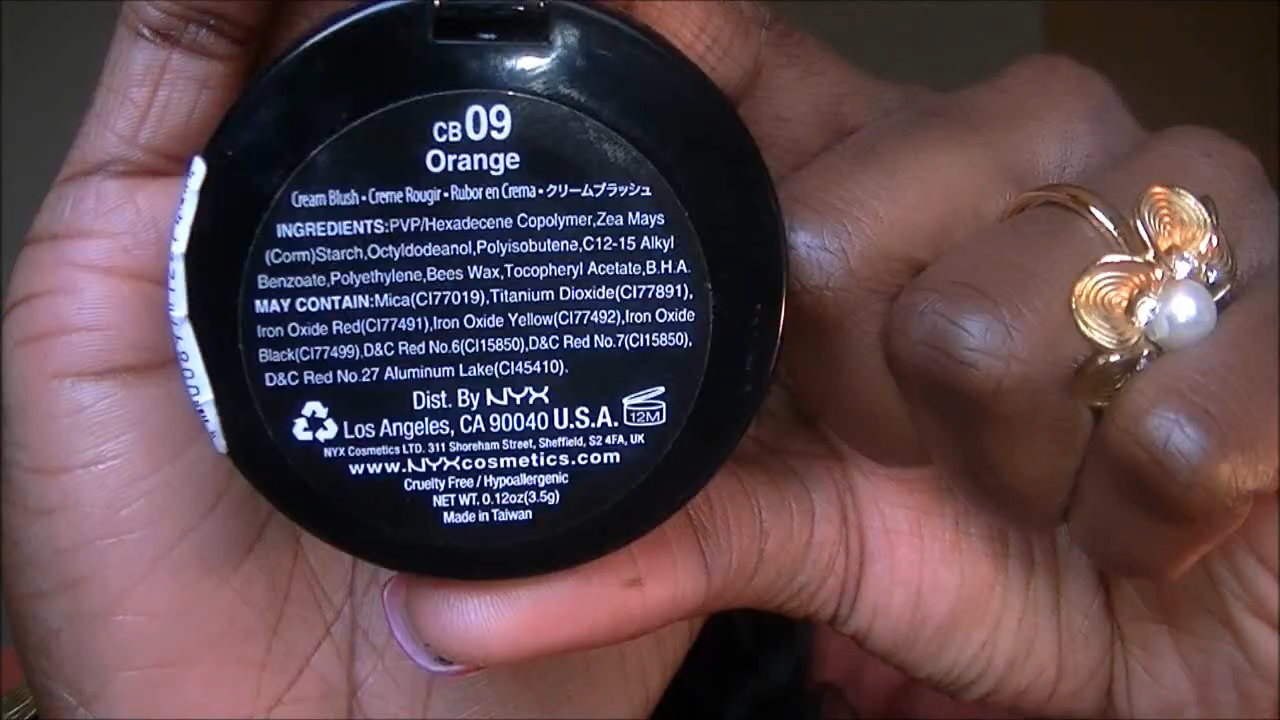 CB 09
Orange
Cream Blush • Creme Rougir • Rubor en Crema • クリームブラッシュ
INGREDIENTS:PVP/Hexadecene Copolymer,Zea Mays
(Corm)Starch,Octyldodeanol,Polyisobutene,C12-15 Alkyl
Benzoate,Polyethylene,Bees Wax,Tocopheryl Acetate,B.H.A.
MAY CONTAIN:Mica(CI77019),Titanium Dioxide(CI77891),
Iron Oxide Red(CI77491),Iron Oxide Yellow(CI77492),Iron Oxide
Black(CI77499),D&C Red No.6(CI15850),D&C Red No.7(CI15850),
D&C Red No.27 Aluminum Lake(CI45410).
Dist. By NYX
Los Angeles, CA 90040 U.S.A.
12M
NYX Cosmetics LTD. 311 Shoreham Street, Sheffield, S2 4FA, UK
www.NYXcosmetics.com
Cruelty Free / Hypoallergenic
NET WT. 0.12oz(3.5g)
Made in Taiwan